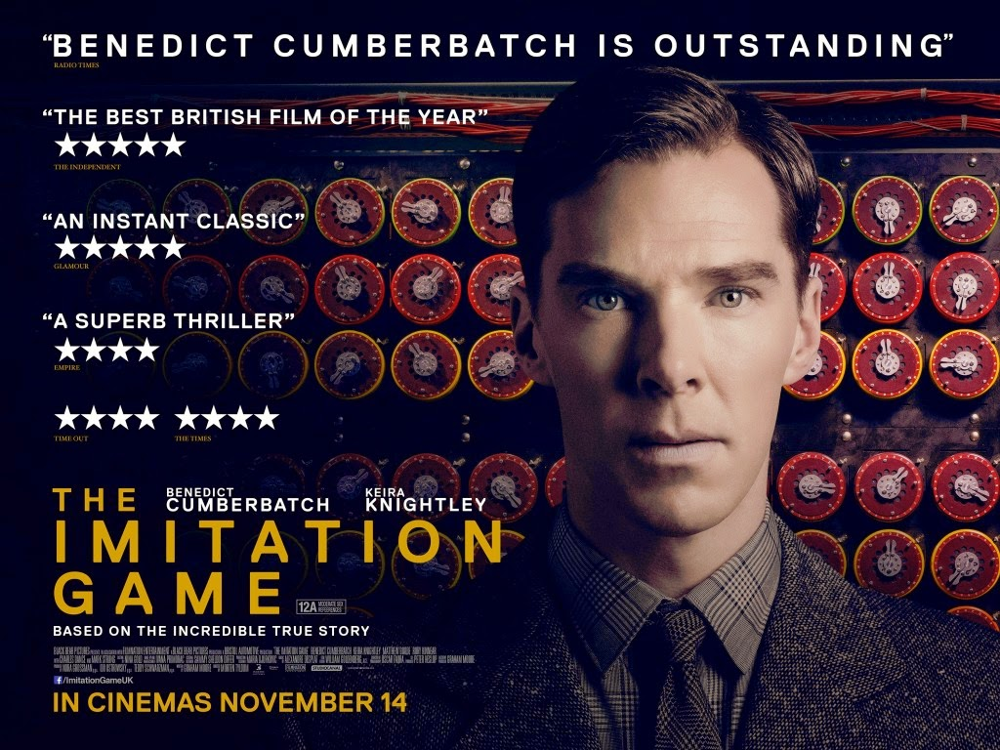 “BENEDICT CUMBERBATCH IS OUTSTANDING”
RADIO TIMES
“THE BEST BRITISH FILM OF THE YEAR”
THE INDEPENDENT
“AN INSTANT CLASSIC”
GLAMOUR
“A SUPERB THRILLER”
EMPIRE
TIME OUT THE TIMES
THE BENEDICT CUMBERBATCH KEIRA KNIGHTLEY
IMITATION
GAME
12A MODERATE SEX REFERENCES
BASED ON THE INCREDIBLE TRUE STORY
f/ImitationGameUK
IN CINEMAS NOVEMBER 14